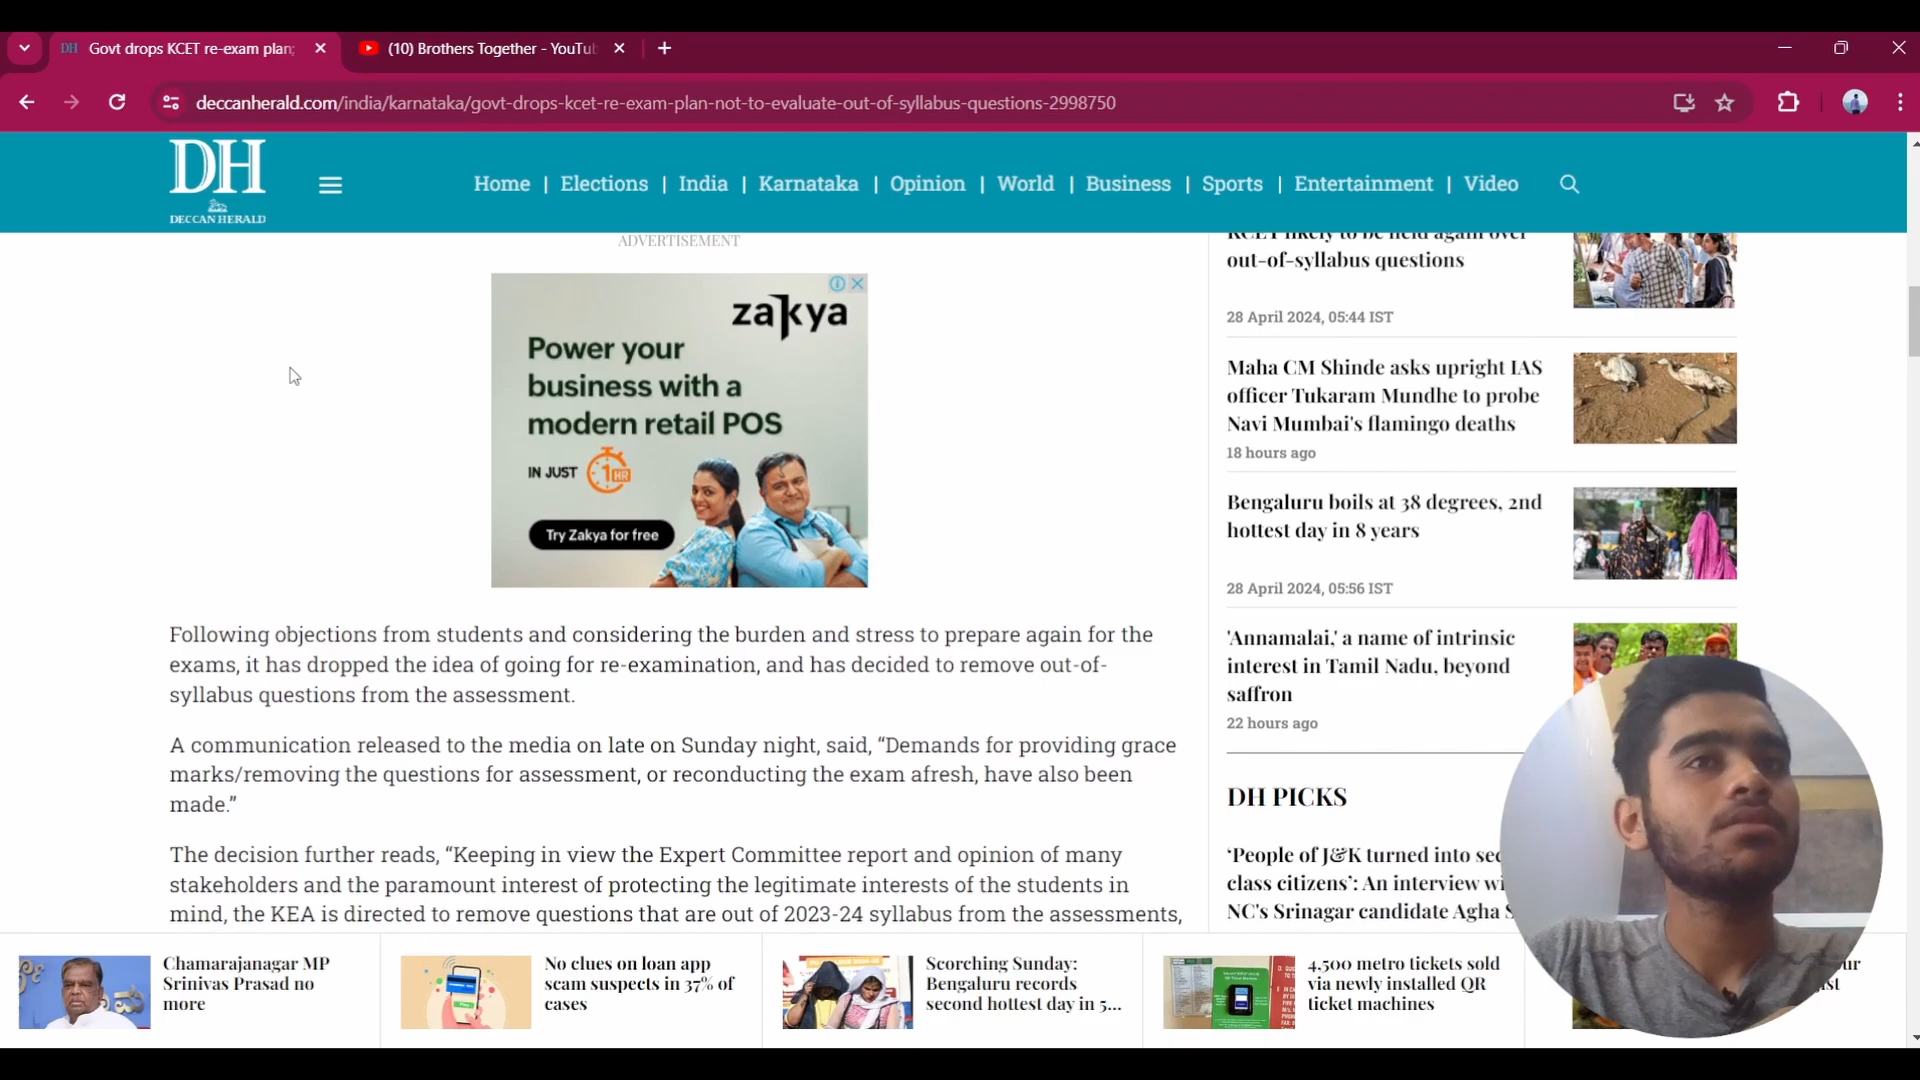 DH Govt drops KCET re-exam plan;
(10) Brothers Together - YouTu
deccanherald.com/india/karnataka/govt-drops-kcet-re-exam-plan-not-to-evaluate-out-of-syllabus-questions-2998750
DH
DECCAN HERALD
Home | Elections | India | Karnataka | Opinion | World | Business | Sports | Entertainment | Video
ADVERTISEMENT
zakya
Power your
business with a
modern retail POS
IN JUST 1 HR
Try Zakya for free
Following objections from students and considering the burden and stress to prepare again for the
exams, it has dropped the idea of going for re-examination, and has decided to remove out-of-
syllabus questions from the assessment.
A communication released to the media on late on Sunday night, said, “Demands for providing grace
marks/removing the questions for assessment, or reconducting the exam afresh, have also been
made.”
The decision further reads, “Keeping in view the Expert Committee report and opinion of many
stakeholders and the paramount interest of protecting the legitimate interests of the students in
mind, the KEA is directed to remove questions that are out of 2023-24 syllabus from the assessments,
KCET likely to be held again over
out-of-syllabus questions
28 April 2024, 05:44 IST
Maha CM Shinde asks upright IAS
officer Tukaram Mundhe to probe
Navi Mumbai's flamingo deaths
18 hours ago
Bengaluru boils at 38 degrees, 2nd
hottest day in 8 years
28 April 2024, 05:56 IST
'Annamalai,' a name of intrinsic
interest in Tamil Nadu, beyond
saffron
22 hours ago
DH PICKS
‘People of J&K turned into sec
class citizens’: An interview wi
NC's Srinagar candidate Agha S
Chamarajanagar MP
Srinivas Prasad no
more
No clues on loan app
scam suspects in 37% of
cases
Scorching Sunday:
Bengaluru records
second hottest day in 5...
4,500 metro tickets sold
via newly installed QR
ticket machines